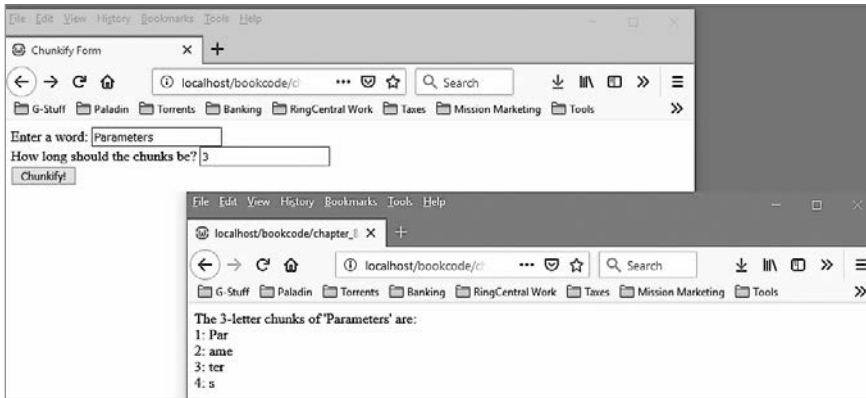 File Edit View History Bookmarks Tools Help
Chunkify Form
localhost/bookcode/c
Search
G-Stuff Paladin Torrents Banking RingCentral Work Taxes Mission Marketing Tools
Enter a word: Parameters
How long should the chunks be? 3
Chunkify!
File Edit View History Bookmarks Tools Help
localhost/bookcode/chapter_8
localhost/bookcode/c
Search
G-Stuff Paladin Torrents Banking RingCentral Work Taxes Mission Marketing Tools
The 3-letter chunks of 'Parameters' are:
1: Par
2: ame
3: ter
4: s